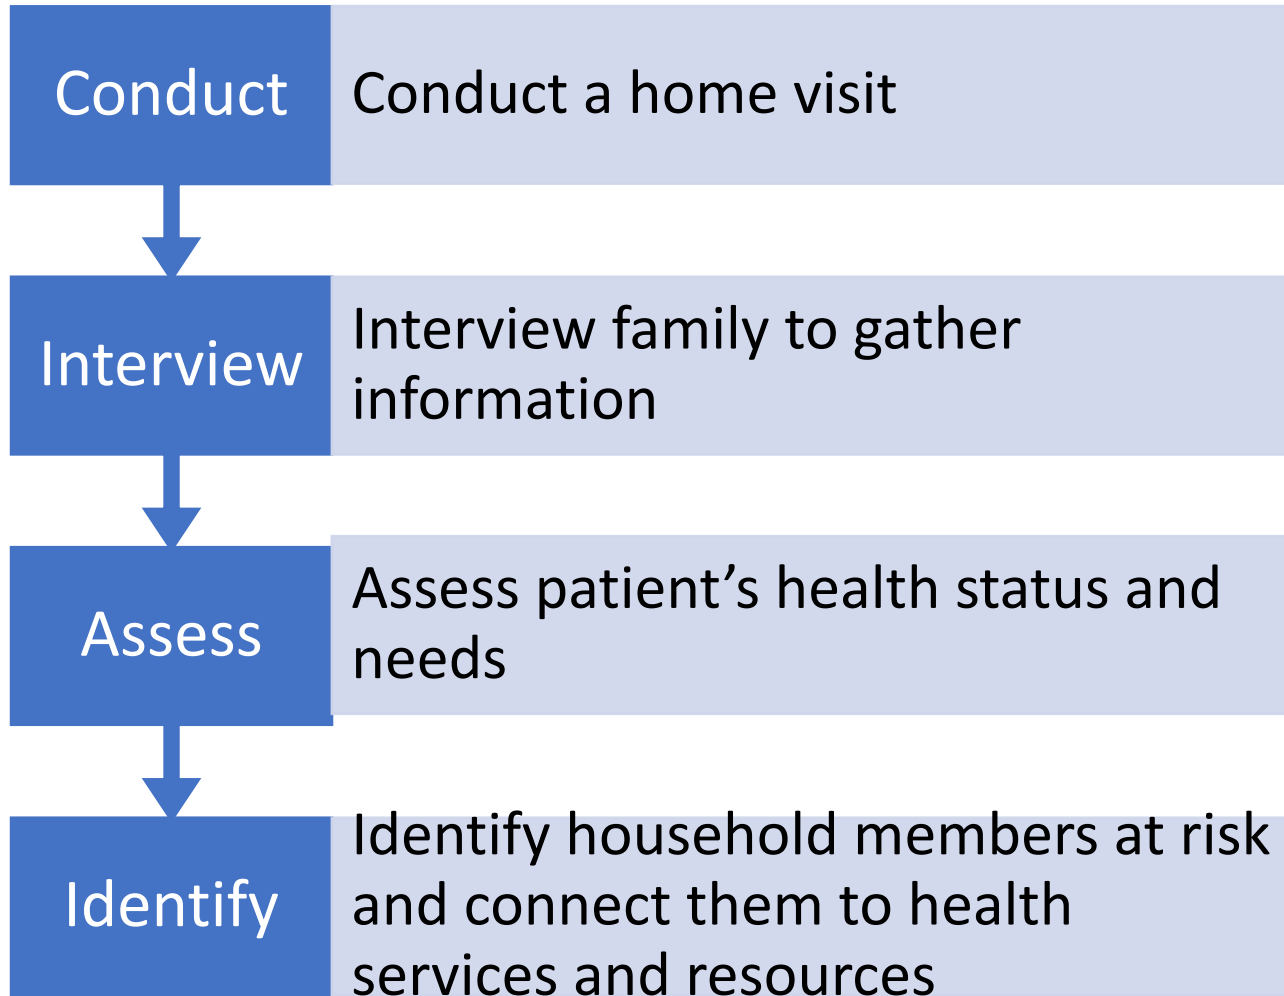 Conduct
Conduct a home visit
Interview
Interview family to gather
information
Assess
Assess patient’s health status and
needs
Identify
Identify household members at risk
and connect them to health
services and resources